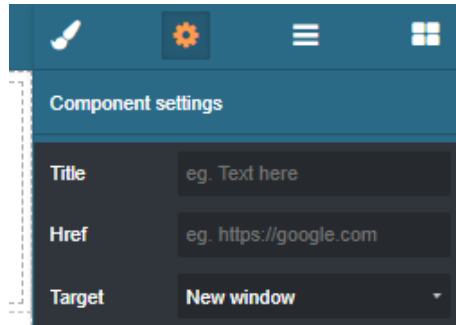 Component settings
Title eg. Text here
Href eg. https://google.com
Target New window